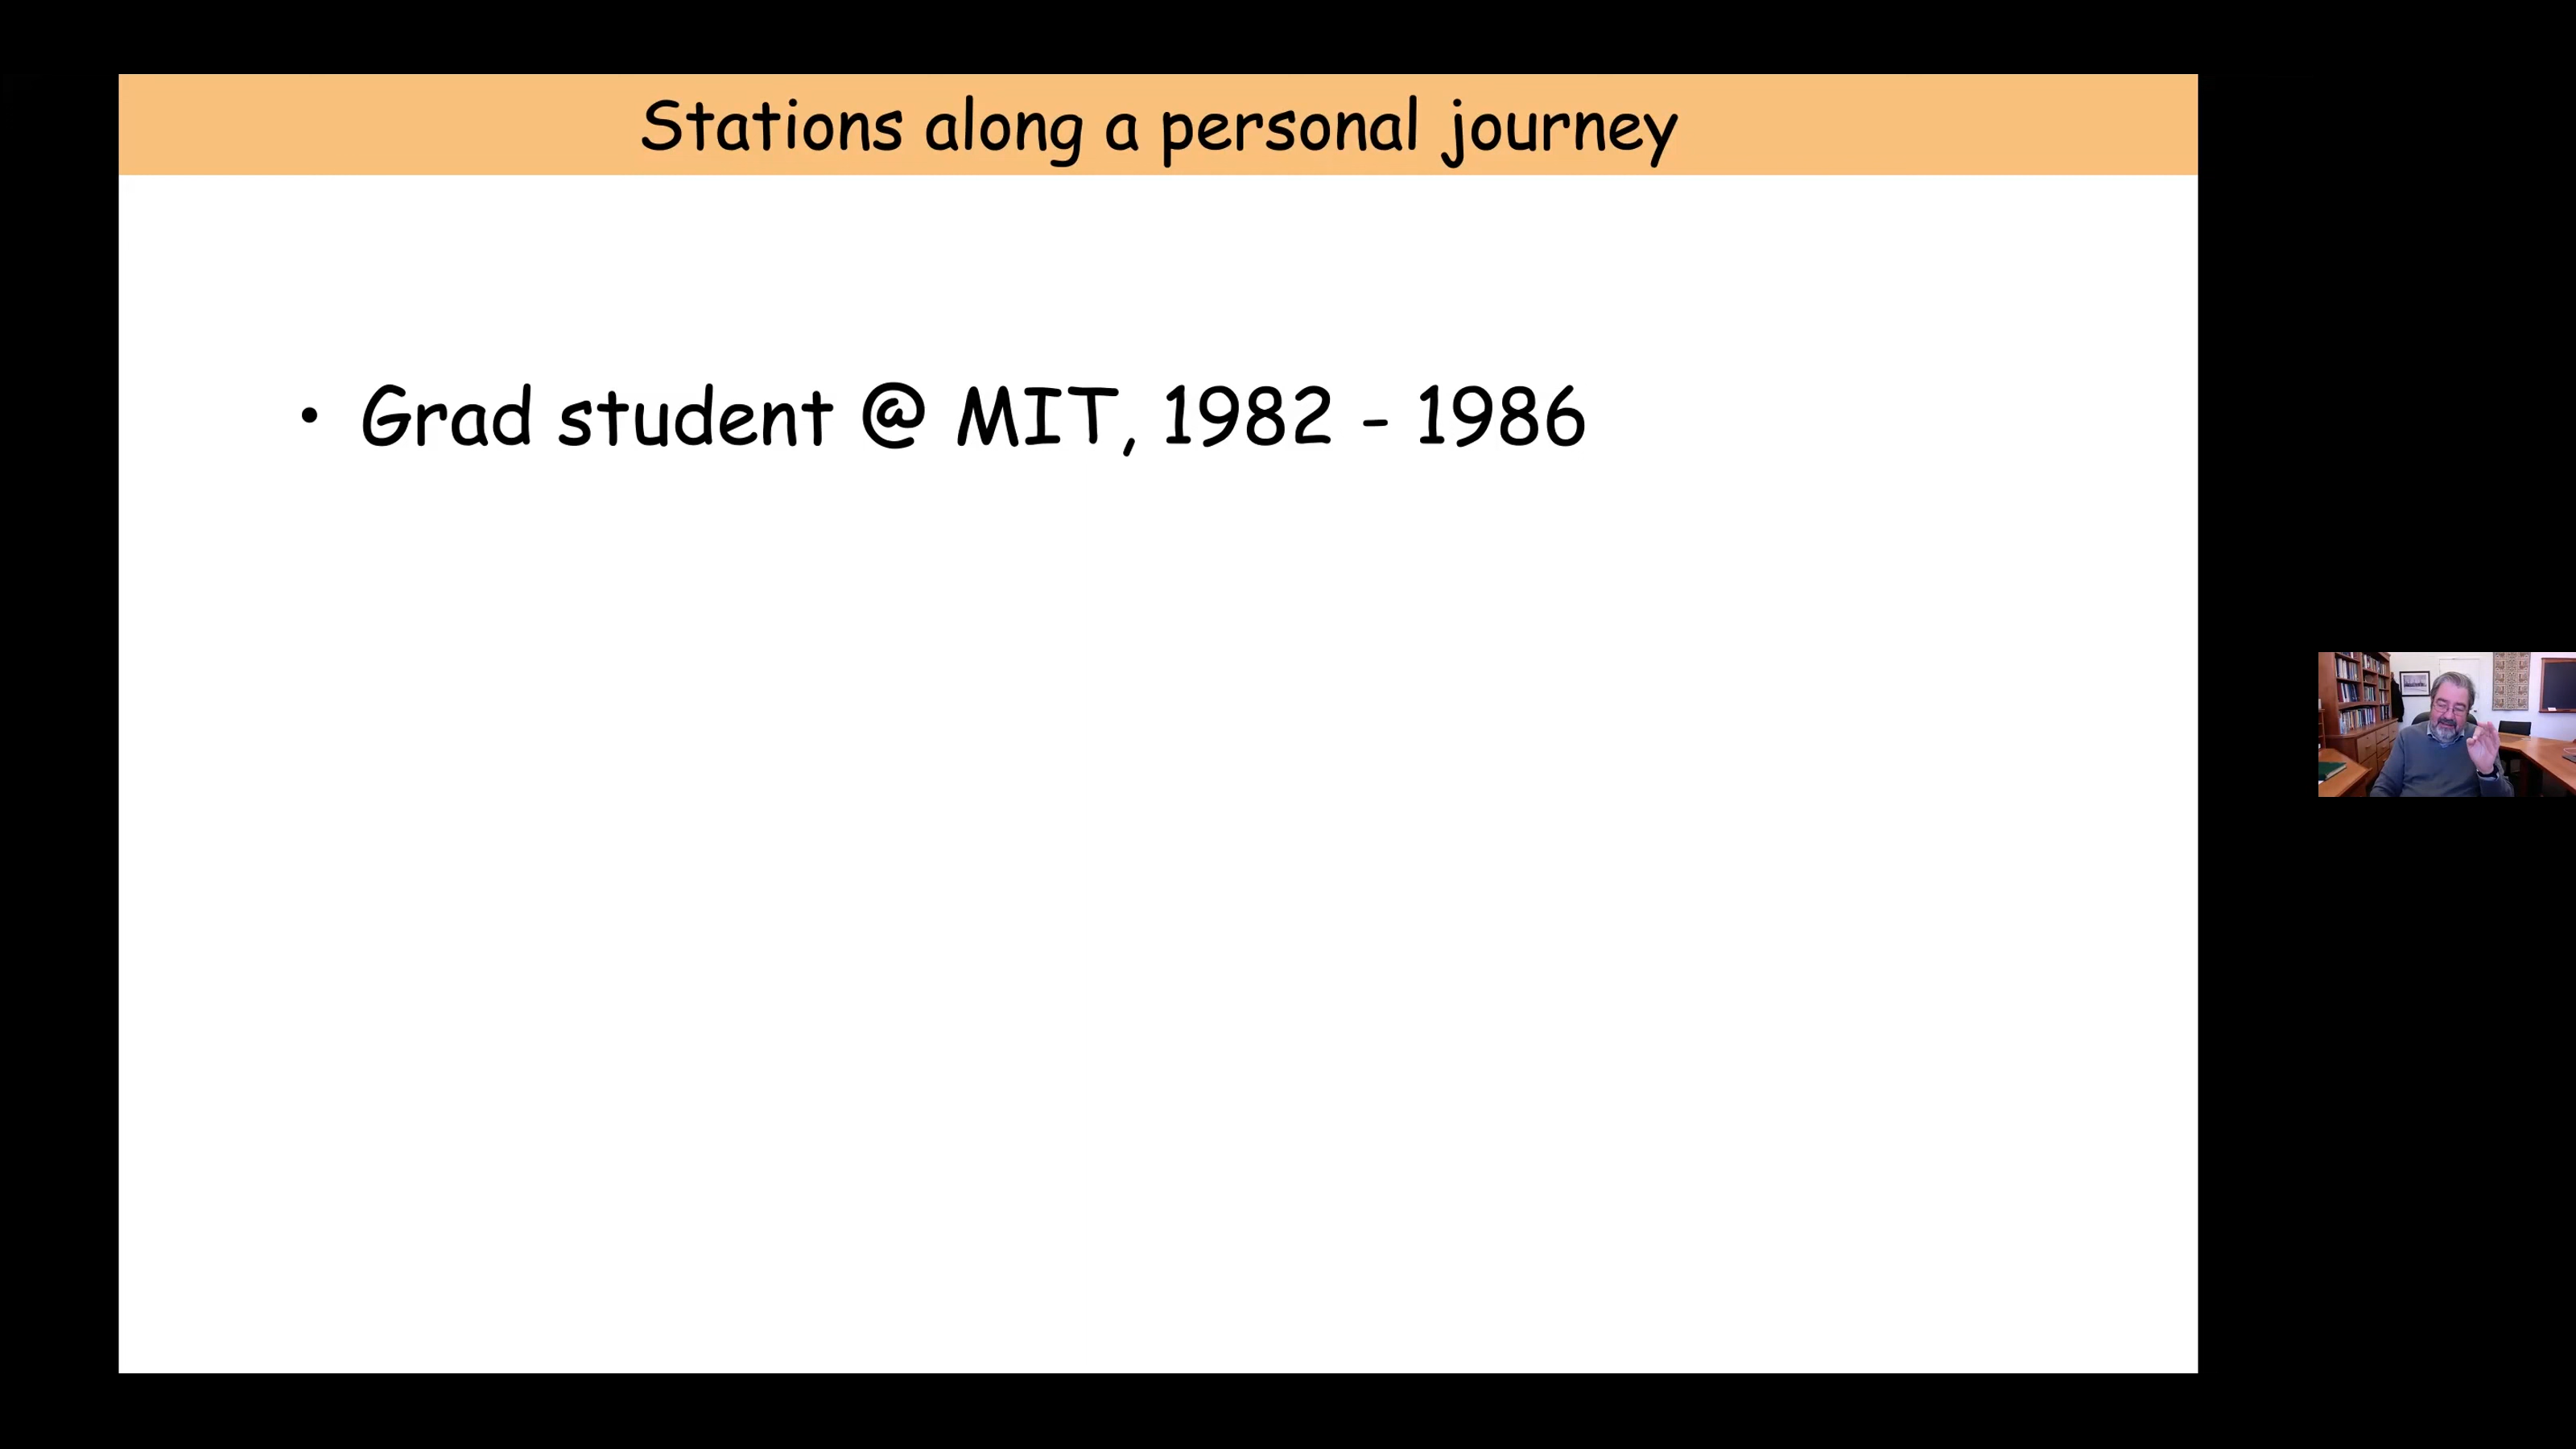 Stations along a personal journey
• Grad student @ MIT, 1982 - 1986